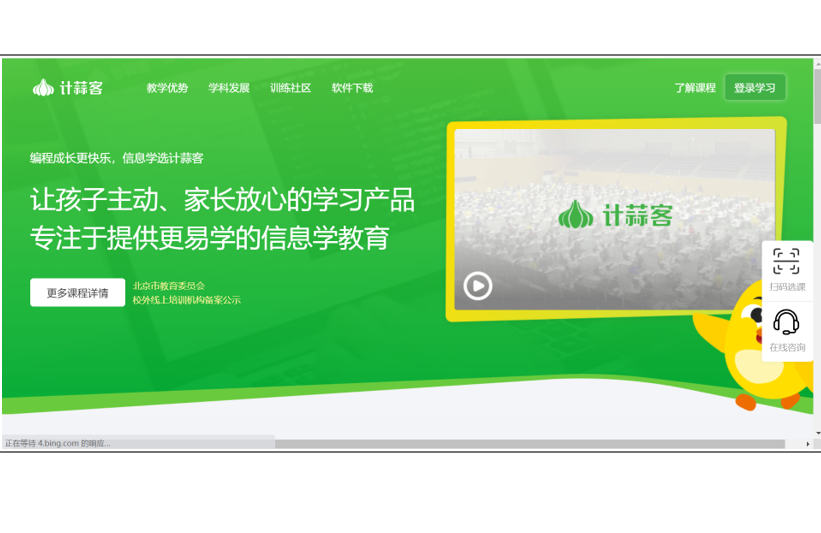 计蒜客
教学优势 学科发展 训练社区 软件下载
了解课程 登录学习
编程成长更快乐，信息学选计蒜客
让孩子主动、家长放心的学习产品
专注于提供更易学的信息学教育
更多课程详情
北京市教育委员会
校外线上培训机构备案公示
计蒜客
扫码选课
在线咨询
正在等待 4.bing.com 的响应...